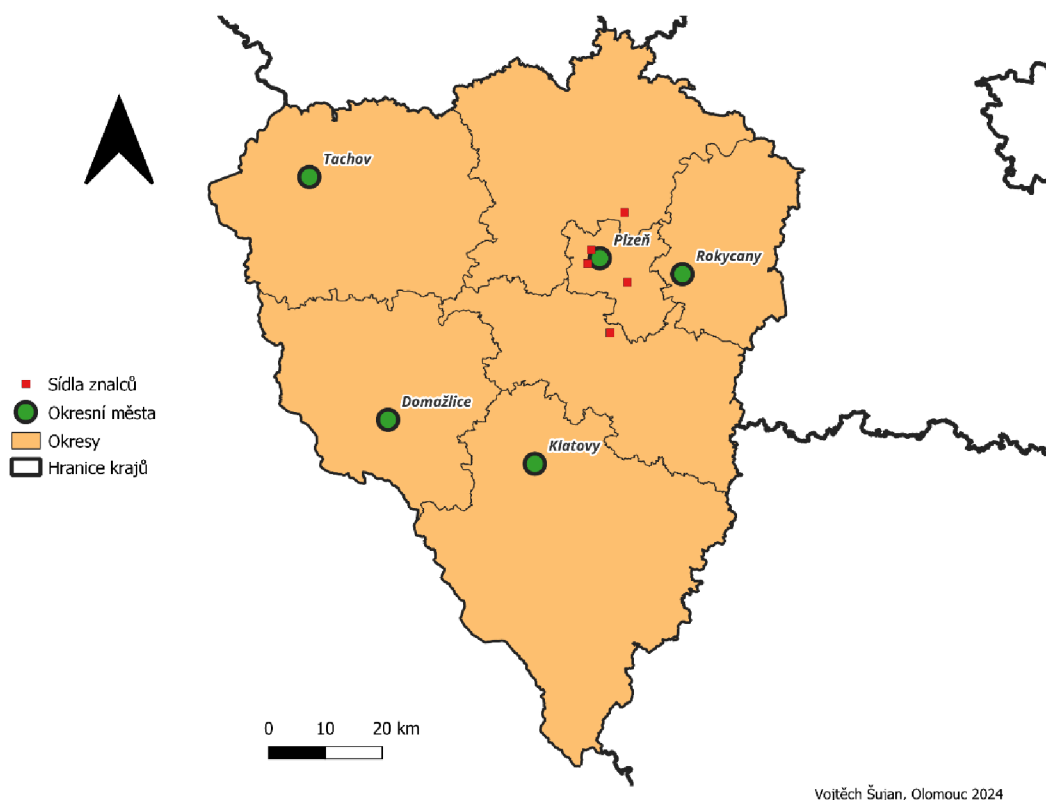 Tachov
Plzeň
Rokycany
Domažlice
Klatovy
Sídla znalců
Okresní města
Okresy
Hranice krajů
0 10 20 km
Vojtěch Šujan, Olomouc 2024